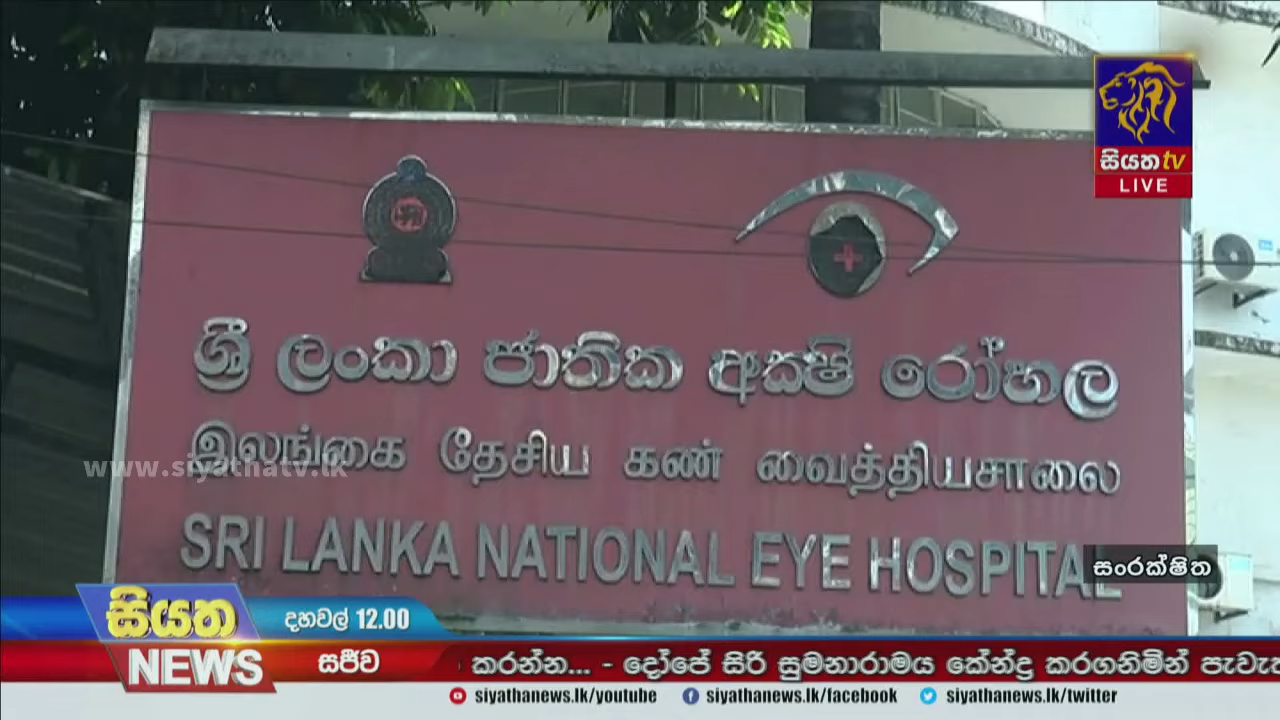 සියත tv
LIVE
ශ්‍රී ලංකා ජාතික අක්‍ෂි රෝහල
இலங்கை தேசிய கண் வைத்தியசாலை
www.siyathatv.lk
SRI LANKA NATIONAL EYE HOSPITAL
සංරක්ෂිත
සියත
දහවල් 12.00
NEWS
සජීව
කරන්න... - දෝපේ සිරි සුමනාරාමය කේන්ද්‍ර කරගනිමින්
siyathanews.lk/youtube
siyathanews.lk/facebook
siyathanews.lk/twitter